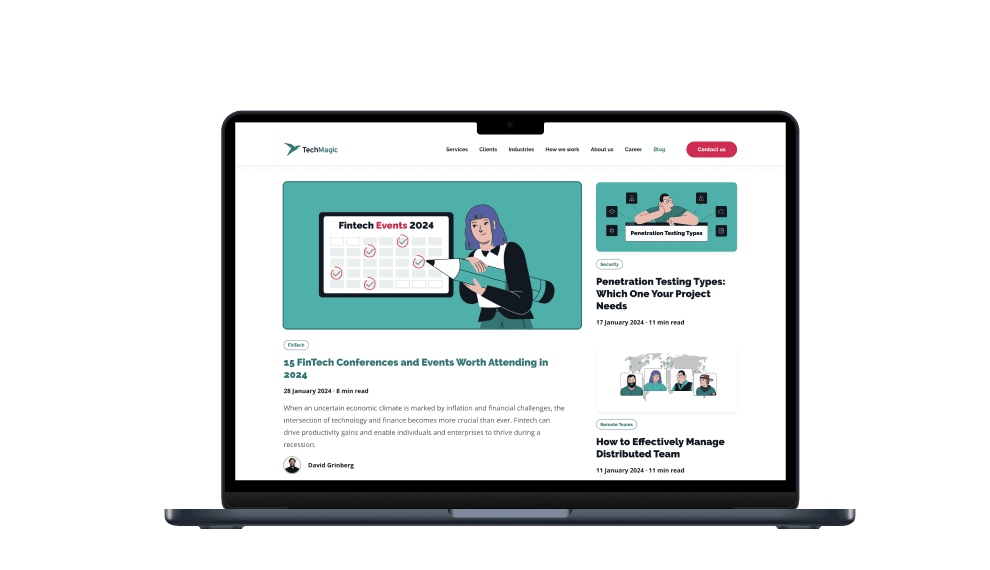 TechMagic
Services Clients Industries How we work About us Career Blog Contact us
Fintech Events 2024
FinTech
15 FinTech Conferences and Events Worth Attending in
2024
28 January 2024 · 8 min read
When an uncertain economic climate is marked by inflation and financial challenges, the
intersection of technology and finance becomes more crucial than ever. Fintech can
drive productivity gains and enable individuals and enterprises to thrive during a
recession.
David Grinberg
Penetration Testing Types
Security
Penetration Testing Types:
Which One Your Project
Needs
17 January 2024 · 11 min read
Remote Teams
How to Effectively Manage
Distributed Team
11 January 2024 · 11 min read